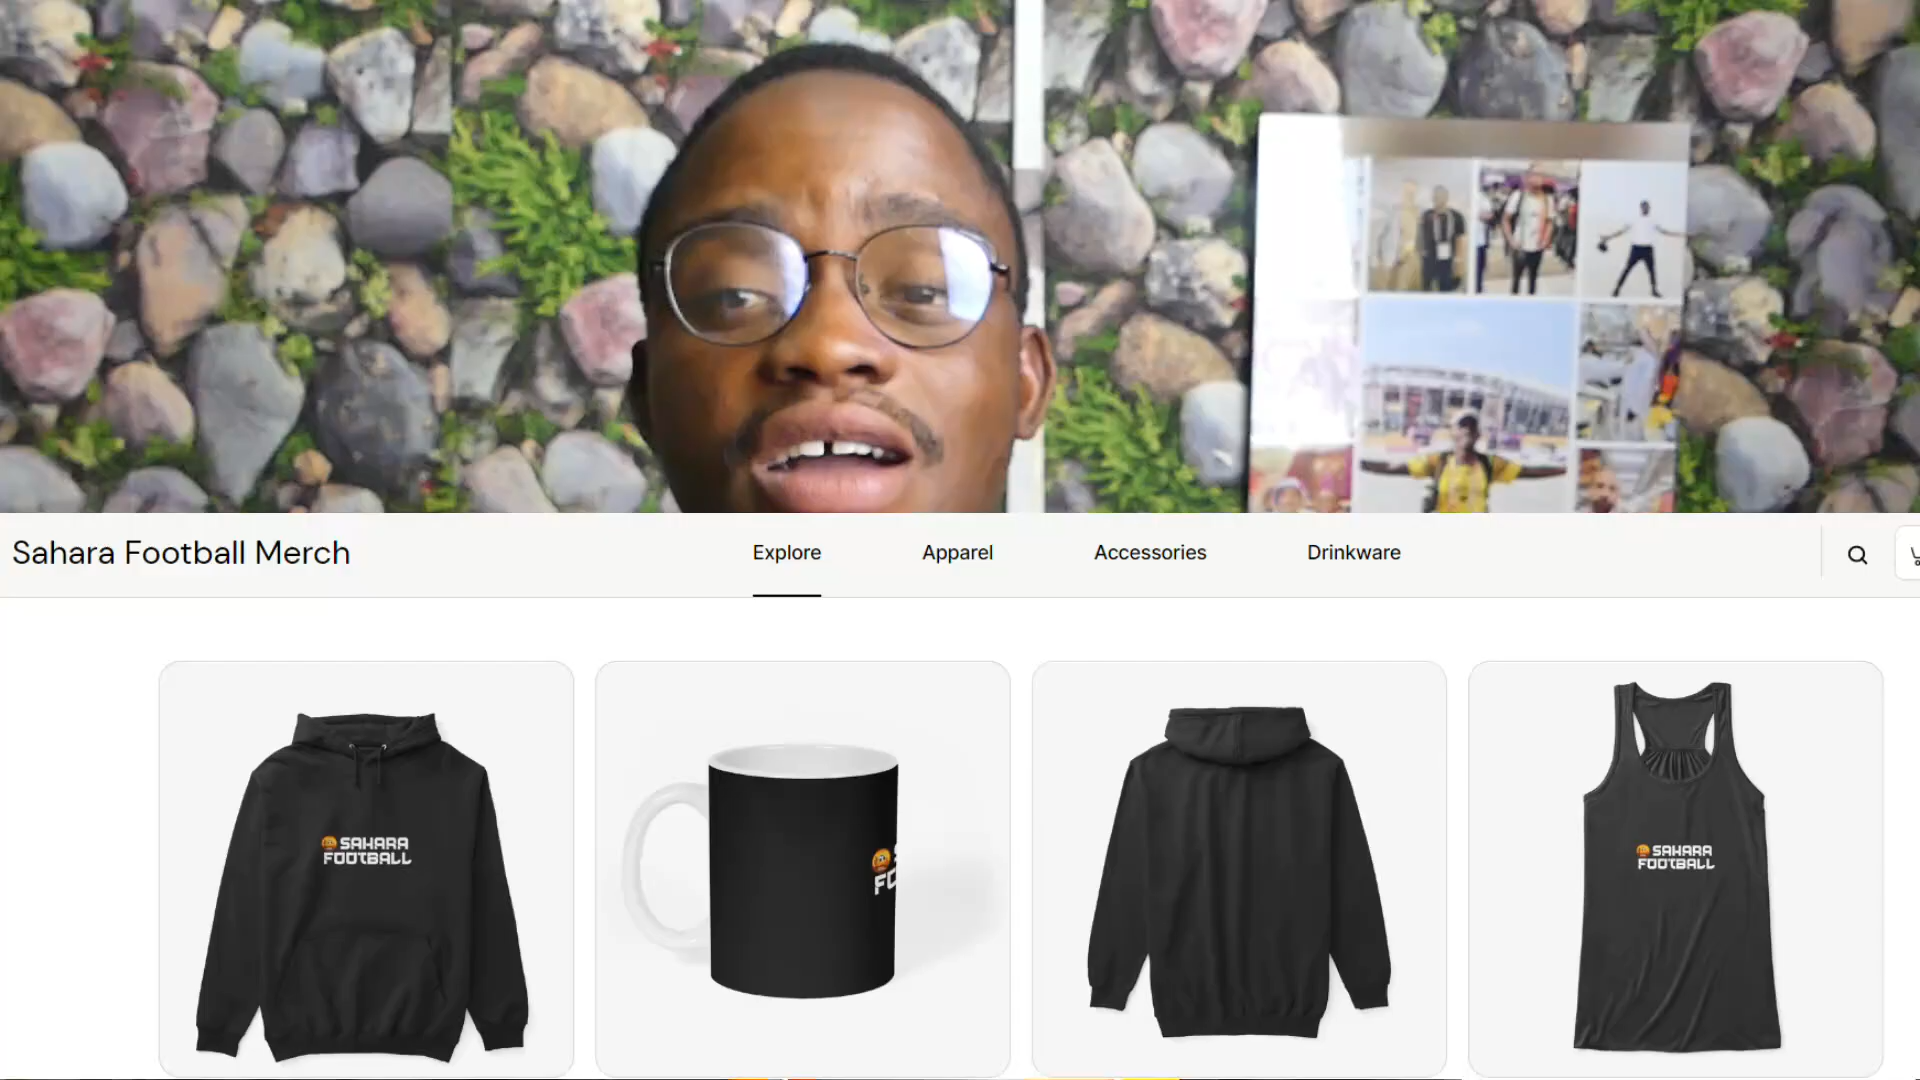 Sahara Football Merch
Explore
Apparel
Accessories
Drinkware
SAHARA
FOOTBALL
SAHARA
FOOTBALL